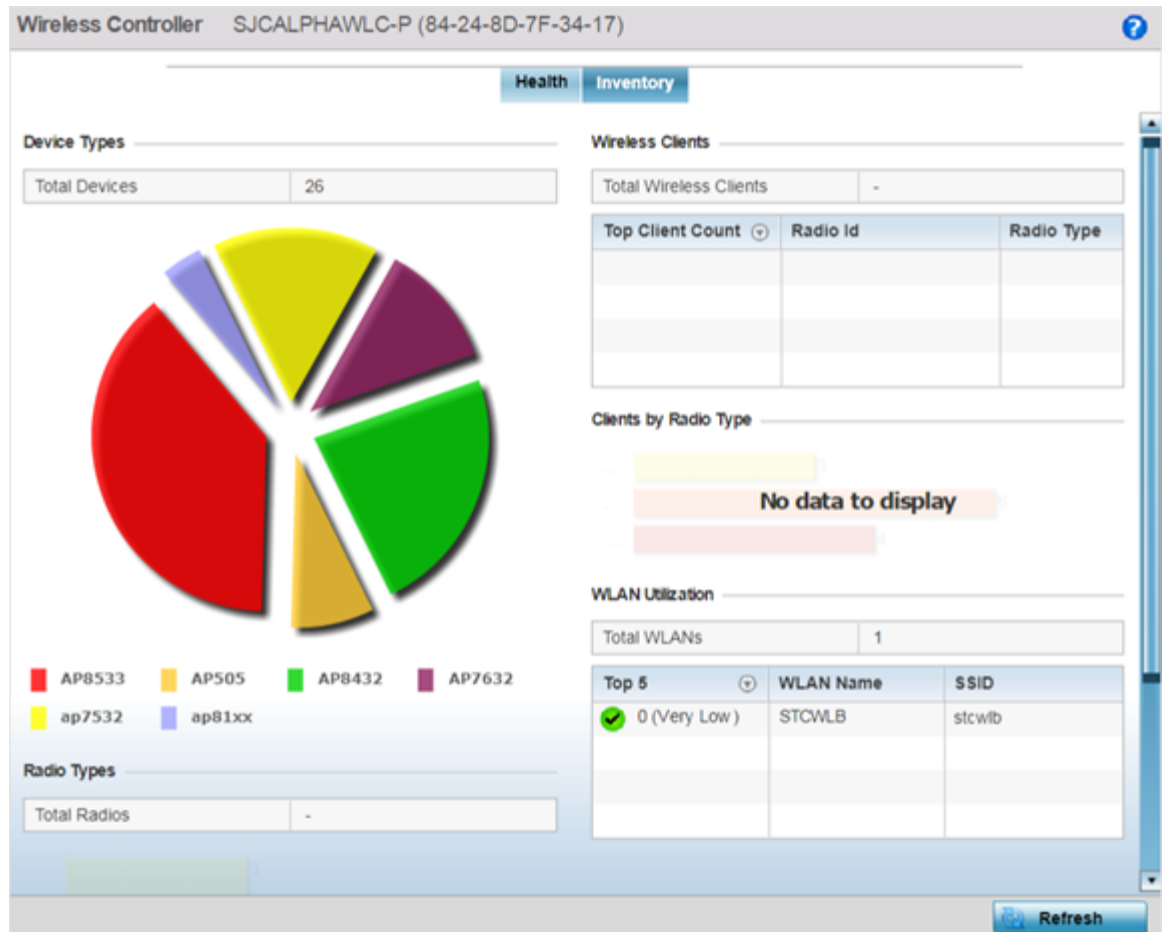 Wireless Controller SJCALPHAWLC-P (84-24-8D-7F-34-17)
?
Health Inventory
Device Types
Total Devices 26
AP8533 AP505 AP8432 AP7632
ap7532 ap81xx
Radio Types
Total Radios -
Wireless Clients
Total Wireless Clients -
Top Client Count Radio Id Radio Type
Clients by Radio Type
No data to display
WLAN Utilization
Total WLANs 1
Top 5 WLAN Name SSID
0 (Very Low) STCWLB stcwlb
Refresh